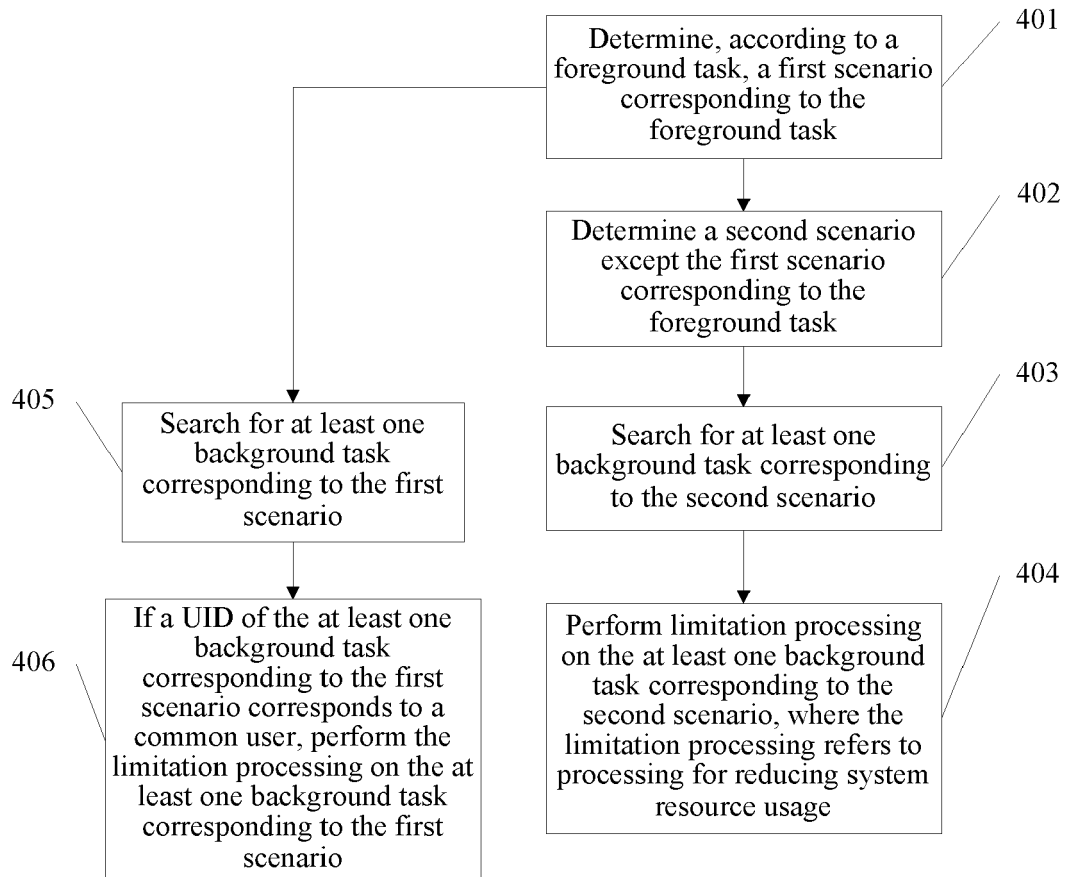 401
Determine, according to a
foreground task, a first scenario
corresponding to the
foreground task
402
Determine a second scenario
except the first scenario
corresponding to the
foreground task
403
Search for at least one
background task corresponding
to the second scenario
404
Perform limitation processing
on the at least one background
task corresponding to the
second scenario, where the
limitation processing refers to
processing for reducing system
resource usage
405
Search for at least one
background task
corresponding to the first
scenario
406
If a UID of the at least one
background task
corresponding to the first
scenario corresponds to a
common user, perform the
limitation processing on the at
least one background task
corresponding to the first
scenario